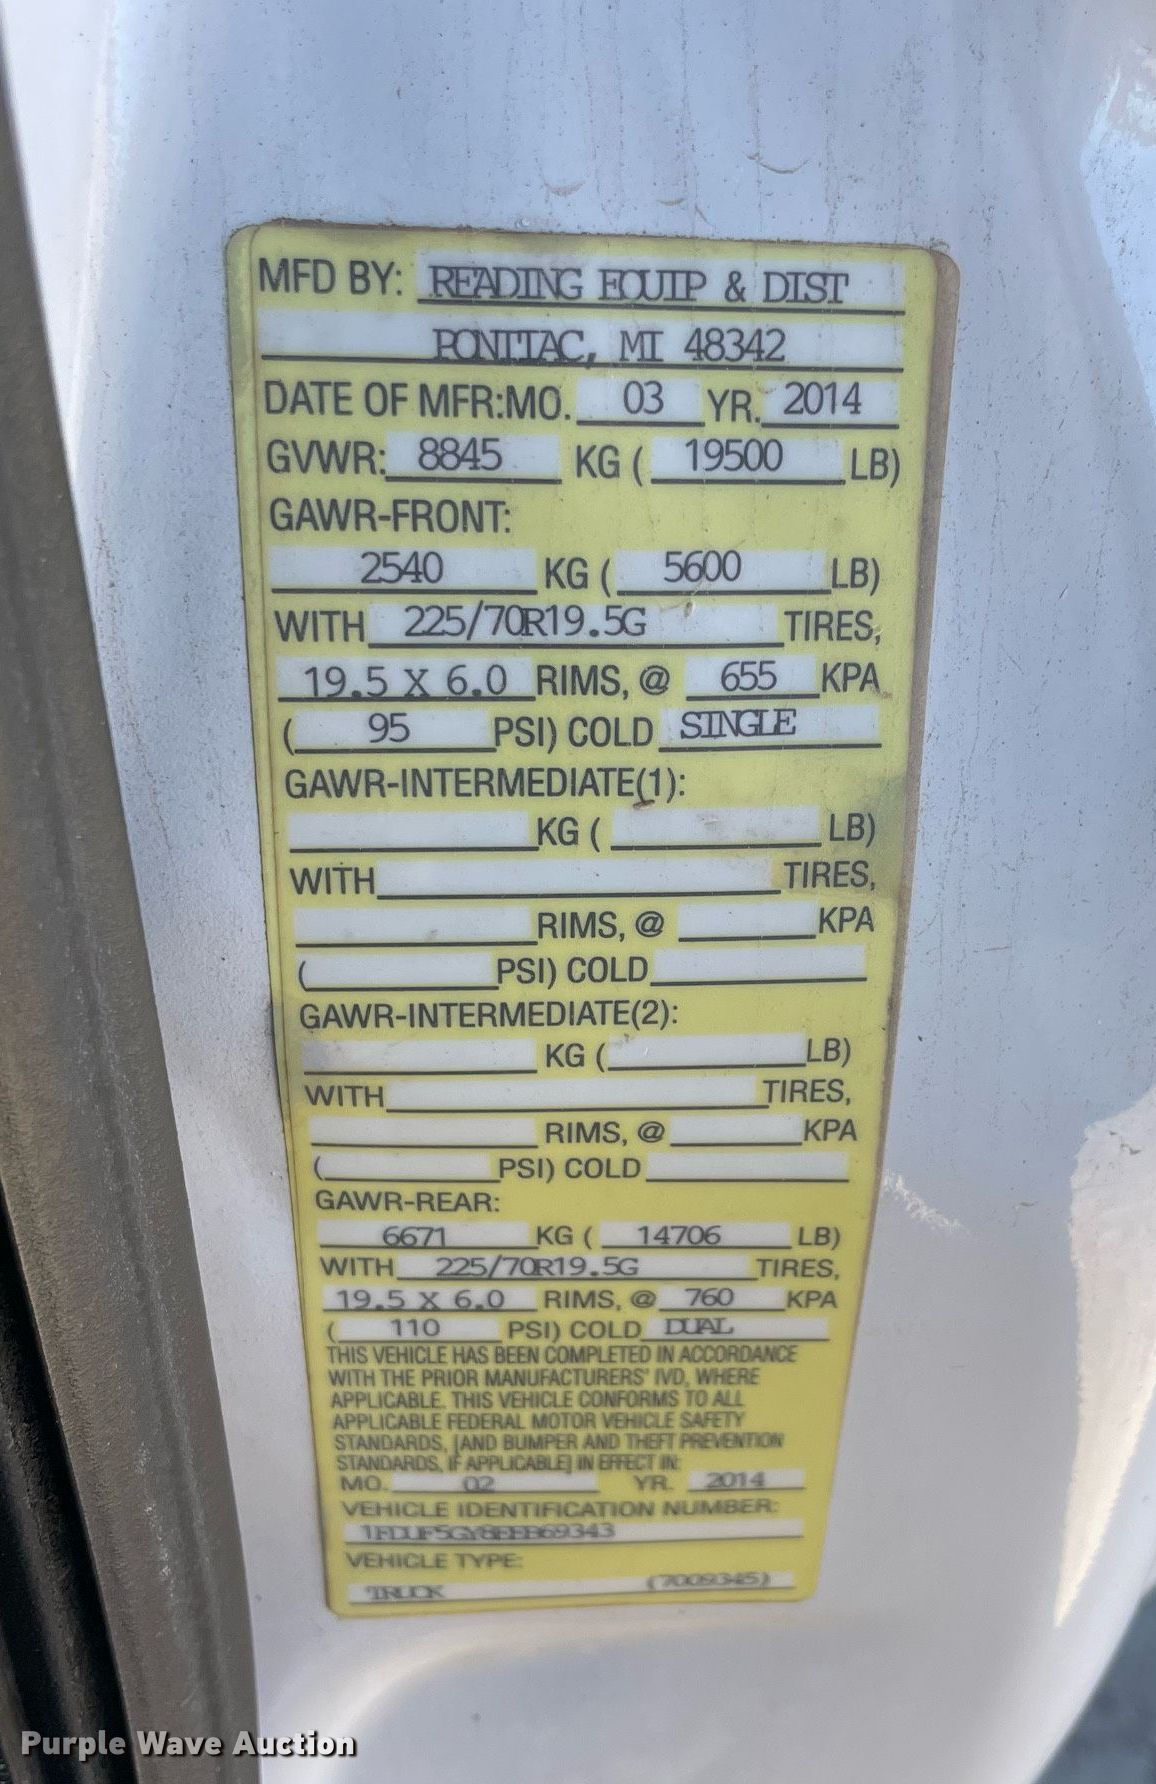 MFD BY: READING EQUIP & DIST
PONTIAC, MI 48342
DATE OF MFR:MO. 03 YR. 2014
GVWR: 8845 KG ( 19500 LB)
GAWR-FRONT:
2540 KG ( 5600 LB)
WITH 225/70R19.5G TIRES,
19.5 X 6.0 RIMS, @ 655 KPA
( 95 PSI) COLD SINGLE
GAWR-INTERMEDIATE(1):
KG ( LB)
WITH TIRES,
RIMS, @ KPA
( PSI) COLD
GAWR-INTERMEDIATE(2):
KG ( LB)
WITH TIRES,
RIMS, @ KPA
( PSI) COLD
GAWR-REAR:
6671 KG ( 14706 LB)
WITH 225/70R19.5G TIRES,
19.5 X 6.0 RIMS, @ 760 KPA
( 110 PSI) COLD DUAL
THIS VEHICLE HAS BEEN COMPLETED IN ACCORDANCE
WITH THE PRIOR MANUFACTURERS' IVD, WHERE
APPLICABLE. THIS VEHICLE CONFORMS TO ALL
APPLICABLE FEDERAL MOTOR VEHICLE SAFETY
STANDARDS, [AND BUMPER AND THEFT PREVENTION
STANDARDS, IF APPLICABLE] IN EFFECT IN:
MO. 02 YR. 2014
VEHICLE IDENTIFICATION NUMBER:
1FDUF5GY8EEB69343
VEHICLE TYPE:
TRUCK (7009345)
Purple Wave Auction